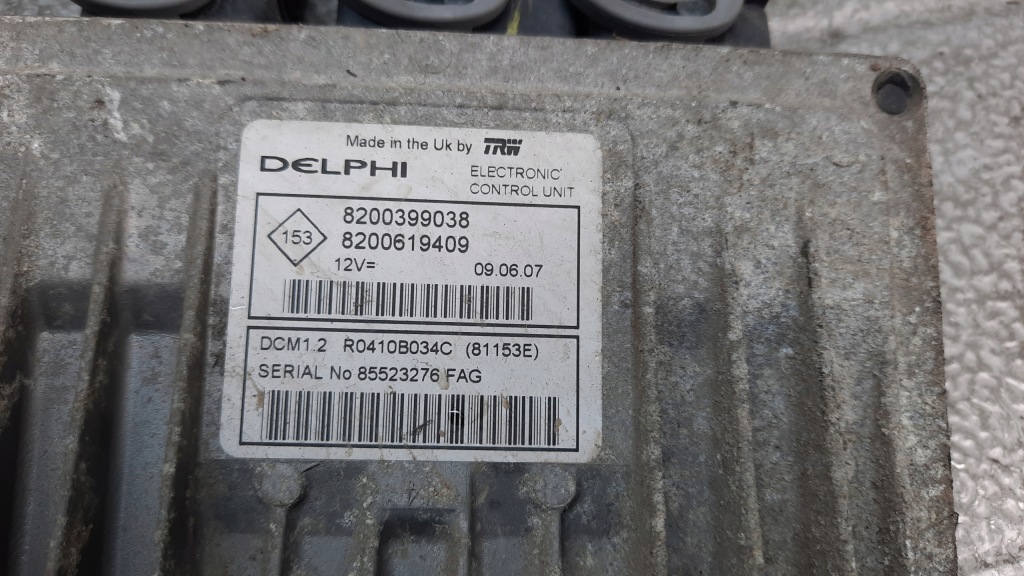 Made in the Uk by TRW
DELPHI
ELECTRONIC
CONTROL UNIT
153
8200399038
8200619409
12V=
09.06.07
DCM1.2 R0410B034C (81153E)
SERIAL No 85523276 FAG